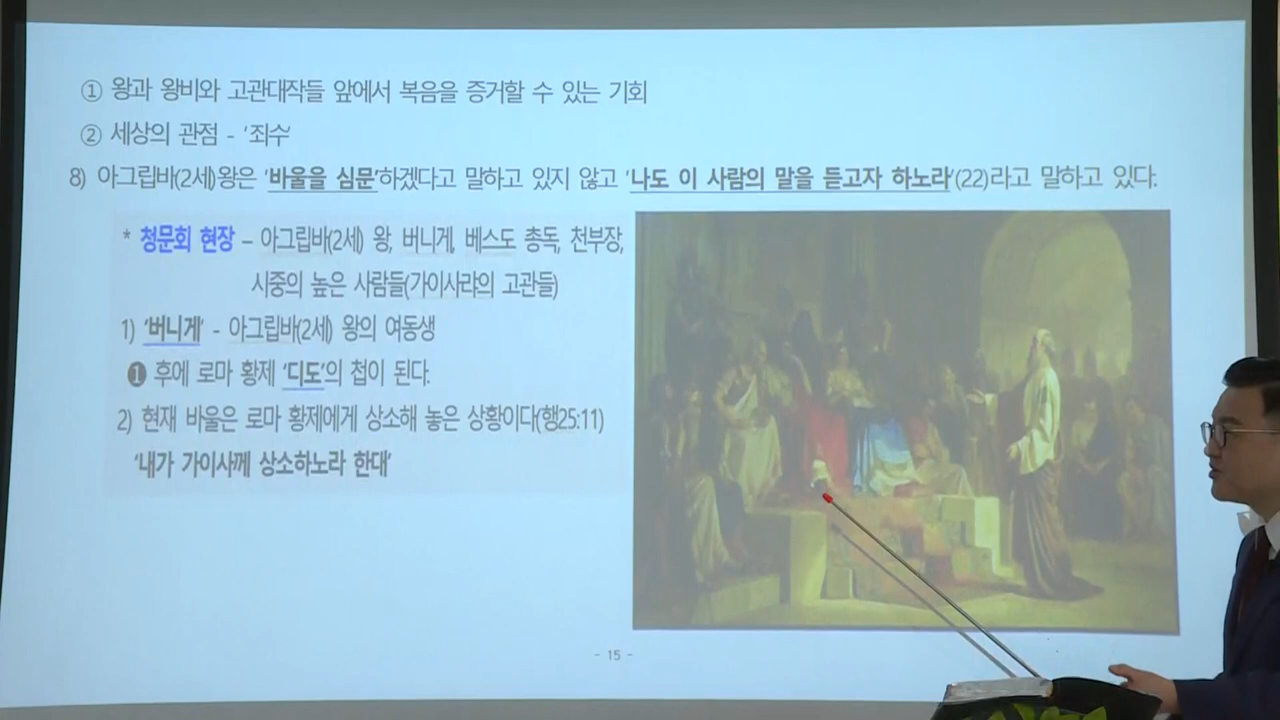 ① 왕과 왕비와 고관대작들 앞에서 복음을 증거할 수 있는 기회
② 세상의 관점 - '죄수'
8) 아그립바(2세)왕은 '바울을 심문'하겠다고 말하고 있지 않고 '나도 이 사람의 말을 듣고자 하노라'(22)라고 말하고 있다.
* 청문회 현장 – 아그립바(2세) 왕, 버니게, 베스도 총독, 천부장,
시중의 높은 사람들(가이사랴의 고관들)
1) '버니게' - 아그립바(2세) 왕의 여동생
❶ 후에 로마 황제 '디도'의 첩이 된다.
2) 현재 바울은 로마 황제에게 상소해 놓은 상황이다(행25:11)
'내가 가이사께 상소하노라 한대'
- 15 -